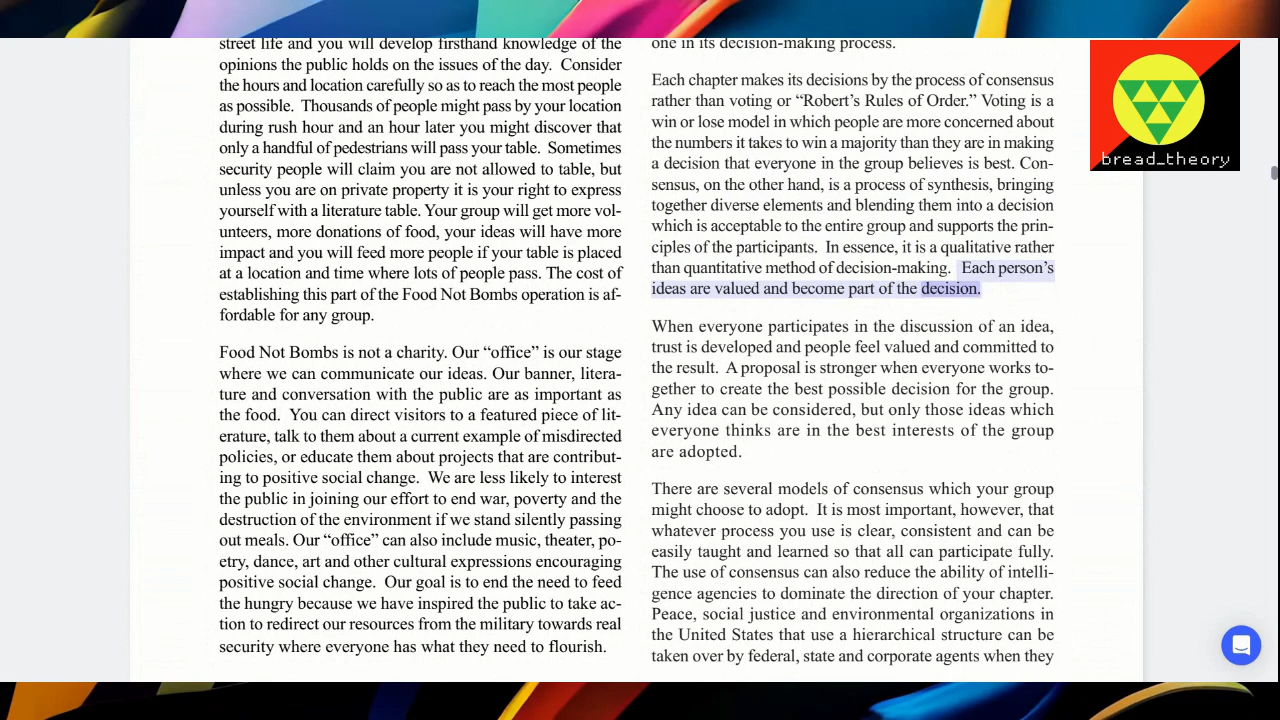 street life and you will develop firsthand knowledge of the
opinions the public holds on the issues of the day. Consider
the hours and location carefully so as to reach the most people
as possible. Thousands of people might pass by your location
during rush hour and an hour later you might discover that
only a handful of pedestrians will pass your table. Sometimes
security people will claim you are not allowed to table, but
unless you are on private property it is your right to express
yourself with a literature table. Your group will get more vol-
unteers, more donations of food, your ideas will have more
impact and you will feed more people if your table is placed
at a location and time where lots of people pass. The cost of
establishing this part of the Food Not Bombs operation is af-
fordable for any group.
Food Not Bombs is not a charity. Our “office” is our stage
where we can communicate our ideas. Our banner, litera-
ture and conversation with the public are as important as
the food. You can direct visitors to a featured piece of lit-
erature, talk to them about a current example of misdirected
policies, or educate them about projects that are contribut-
ing to positive social change. We are less likely to interest
the public in joining our effort to end war, poverty and the
destruction of the environment if we stand silently passing
out meals. Our “office” can also include music, theater, po-
etry, dance, art and other cultural expressions encouraging
positive social change. Our goal is to end the need to feed
the hungry because we have inspired the public to take ac-
tion to redirect our resources from the military towards real
security where everyone has what they need to flourish.
one in its decision-making process.
Each chapter makes its decisions by the process of consensus
rather than voting or “Robert’s Rules of Order.” Voting is a
win or lose model in which people are more concerned about
the numbers it takes to win a majority than they are in making
a decision that everyone in the group believes is best. Con-
sensus, on the other hand, is a process of synthesis, bringing
together diverse elements and blending them into a decision
which is acceptable to the entire group and supports the prin-
ciples of the participants. In essence, it is a qualitative rather
than quantitative method of decision-making. Each person’s
ideas are valued and become part of the decision.
When everyone participates in the discussion of an idea,
trust is developed and people feel valued and committed to
the result. A proposal is stronger when everyone works to-
gether to create the best possible decision for the group.
Any idea can be considered, but only those ideas which
everyone thinks are in the best interests of the group
are adopted.
There are several models of consensus which your group
might choose to adopt. It is most important, however, that
whatever process you use is clear, consistent and can be
easily taught and learned so that all can participate fully.
The use of consensus can also reduce the ability of intelli-
gence agencies to dominate the direction of your chapter.
Peace, social justice and environmental organizations in
the United States that use a hierarchical structure can be
taken over by federal, state and corporate agents when they
bread_theory